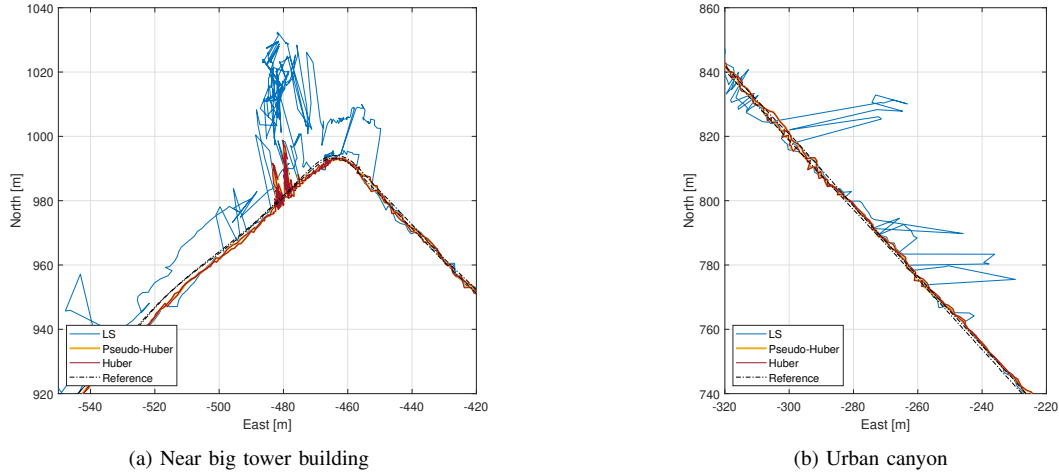 1040
1020
1000
980
960
940
920
North [m]
LS
Pseudo-Huber
Huber
Reference
-540
-520
-500
-480
-460
-440
-420
East [m]
(a) Near big tower building
860
840
820
800
780
760
740
North [m]
LS
Pseudo-Huber
Huber
Reference
-320
-300
-280
-260
-240
-220
East [m]
(b) Urban canyon